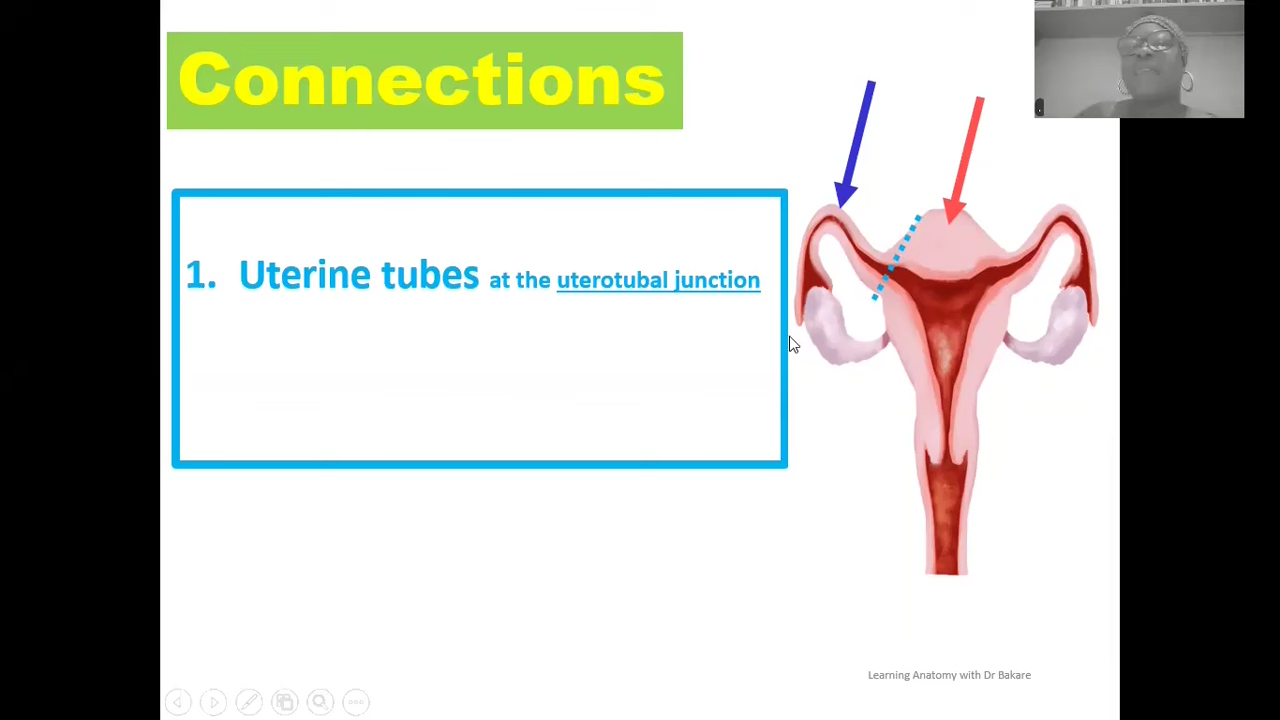 Connections
1. Uterine tubes at the uterotubal junction
Learning Anatomy with Dr Bakare